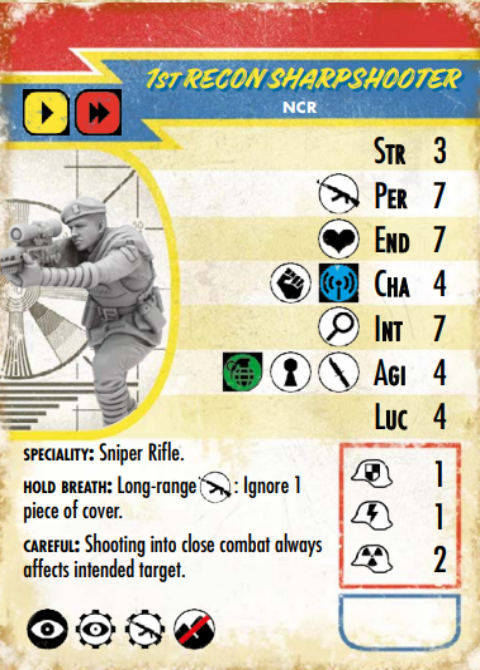 1ST RECON SHARPSHOOTER
NCR
STR 3
PER 7
END 7
CHA 4
INT 7
AGI 4
LUC 4
50
SPECIALITY: Sniper Rifle.
HOLD BREATH: Long-range : Ignore 1
piece of cover.
CAREFUL: Shooting into close combat always
affects intended target.
1
1
2